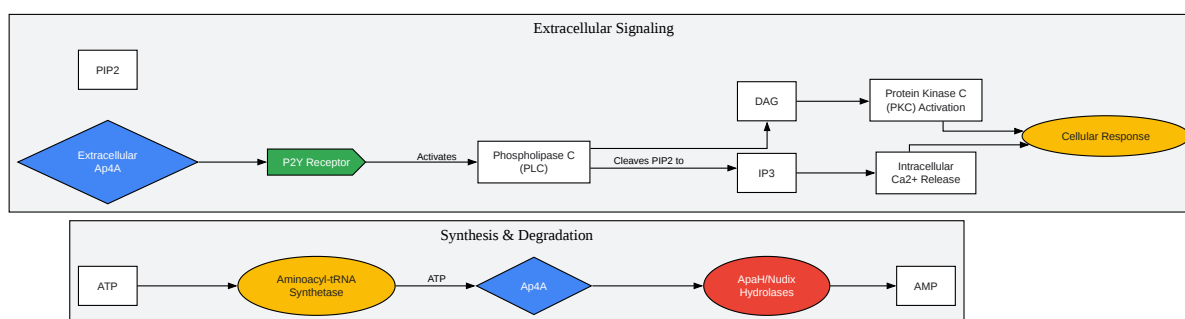 Extracellular Signaling
PIP2
DAG
Protein Kinase C
(PKC) Activation
Cellular Response
Extracellular
Ap4A
P2Y Receptor
Activates
Phospholipase C
(PLC)
Cleaves PIP2 to
IP3
Intracellular
Ca2+ Release
Synthesis & Degradation
ATP
Aminoacyl-tRNA
Synthetase
ATP
Ap4A
ApaH/Nudix
Hydrolases
AMP